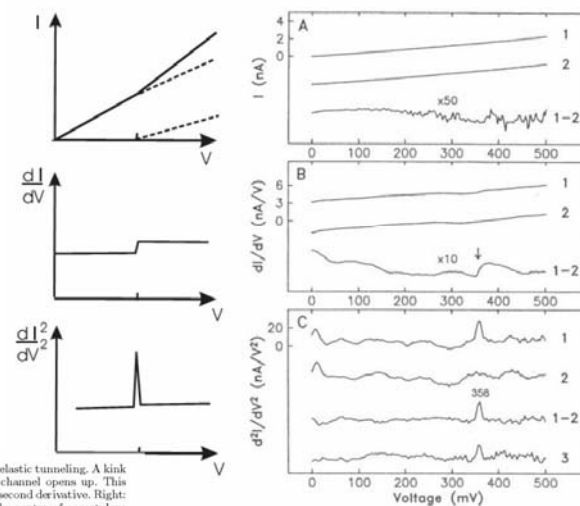 I
V
dI
dV
V
dI²
dV²
V
elastic tunneling. A kink
channel opens up. This
second derivative. Right:
A
I (nA)
4
2
0
1
2
x50
1-2
0 100 200 300 400 500
B
dI/dV (nA/V)
6
3
0
1
2
x10
1-2
0 100 200 300 400 500
C
d²I/dV² (nA/V²)
20
0
1
2
358
1-2
3
0 100 200 300 400 500
Voltage (mV)